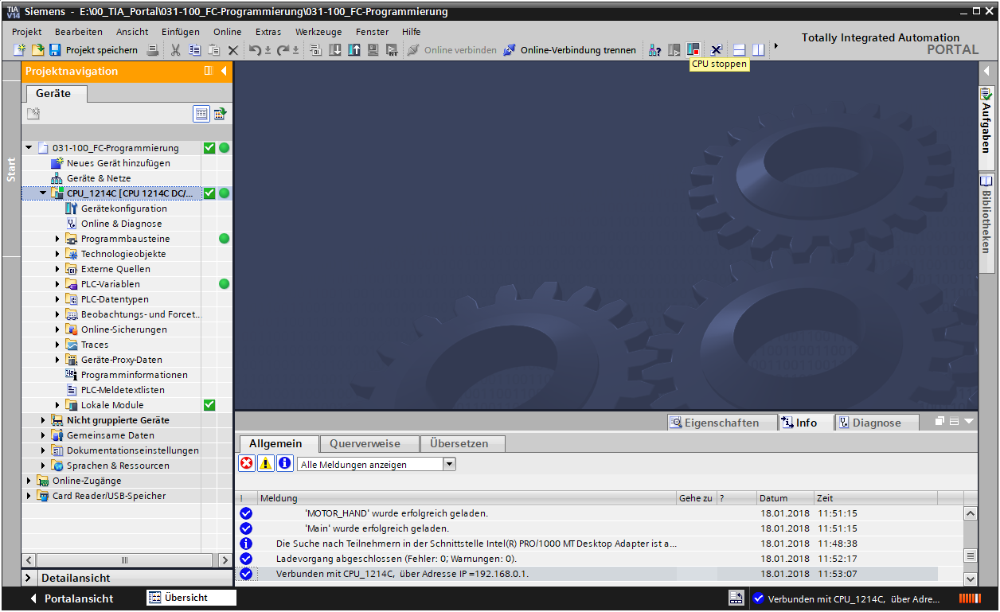 TIA V14 Siemens - E:\00_TIA_Portal\031-100_FC-Programmierung\031-100_FC-Programmierung
Projekt Bearbeiten Ansicht Einfügen Online Extras Werkzeuge Fenster Hilfe
Totally Integrated Automation
PORTAL
Projekt speichern Online verbinden Online-Verbindung trennen
CPU stoppen
Projektnavigation
Geräte
Start
031-100_FC-Programmierung
Neues Gerät hinzufügen
Geräte & Netze
CPU_1214C [CPU 1214C DC/...
Gerätekonfiguration
Online & Diagnose
Programmbausteine
Technologieobjekte
Externe Quellen
PLC-Variablen
PLC-Datentypen
Beobachtungs- und Forcet...
Online-Sicherungen
Traces
Geräte-Proxy-Daten
Programminformationen
PLC-Meldetextlisten
Lokale Module
Nicht gruppierte Geräte
Gemeinsame Daten
Dokumentationseinstellungen
Sprachen & Ressourcen
Online-Zugänge
Card Reader/USB-Speicher
Detailansicht
Aufgaben
Bibliotheken
Eigenschaften Info Diagnose
Allgemein Querverweise Übersetzen
Alle Meldungen anzeigen
! Meldung Gehe zu ? Datum Zeit
'MOTOR_HAND' wurde erfolgreich geladen. 18.01.2018 11:51:15
'Main' wurde erfolgreich geladen. 18.01.2018 11:51:15
Die Suche nach Teilnehmern in der Schnittstelle Intel(R) PRO/1000 MT Desktop Adapter ist a... 18.01.2018 11:48:38
Ladevorgang abgeschlossen (Fehler: 0; Warnungen: 0). 18.01.2018 11:52:17
Verbunden mit CPU_1214C, über Adresse IP =192.168.0.1. 18.01.2018 11:53:07
Portalansicht Übersicht Verbunden mit CPU_1214C, über Adre...